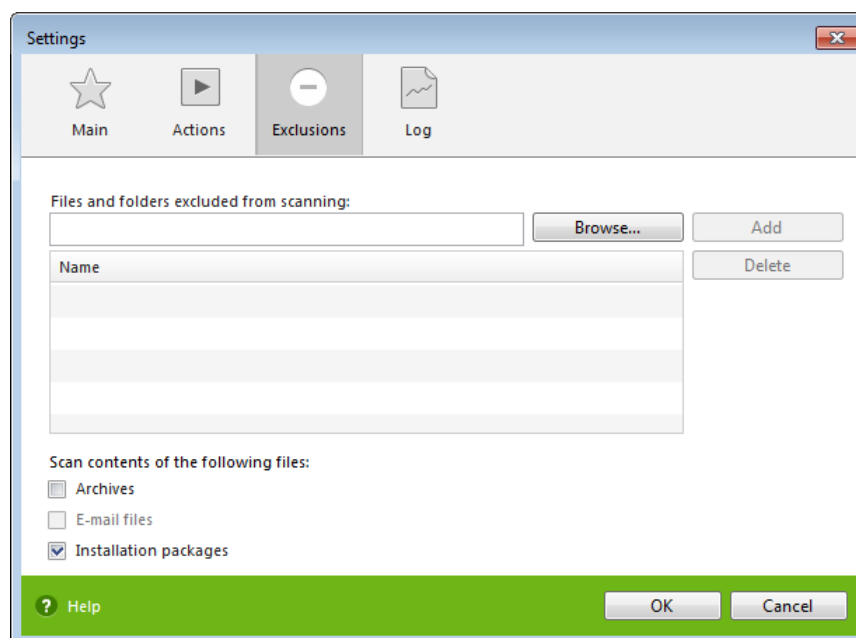 Settings
Main Actions Exclusions Log
Files and folders excluded from scanning:
Browse... Add
Name Delete
Scan contents of the following files:
Archives
E-mail files
Installation packages
? Help OK Cancel